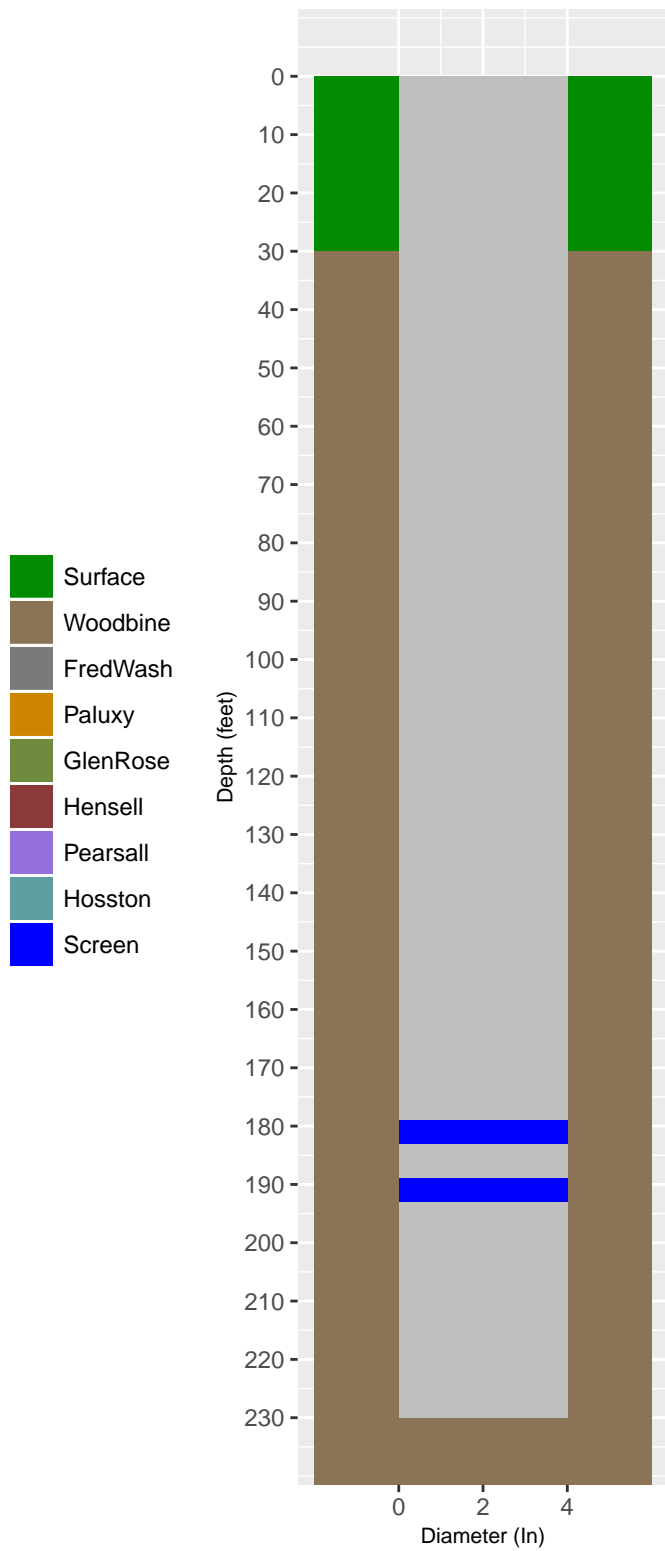 Surface
Woodbine
FredWash
Paluxy
GlenRose
Hensell
Pearsall
Hosston
Screen
Depth (feet)
0
10
20
30
40
50
60
70
80
90
100
110
120
130
140
150
160
170
180
190
200
210
220
230
0 2 4
Diameter (In)